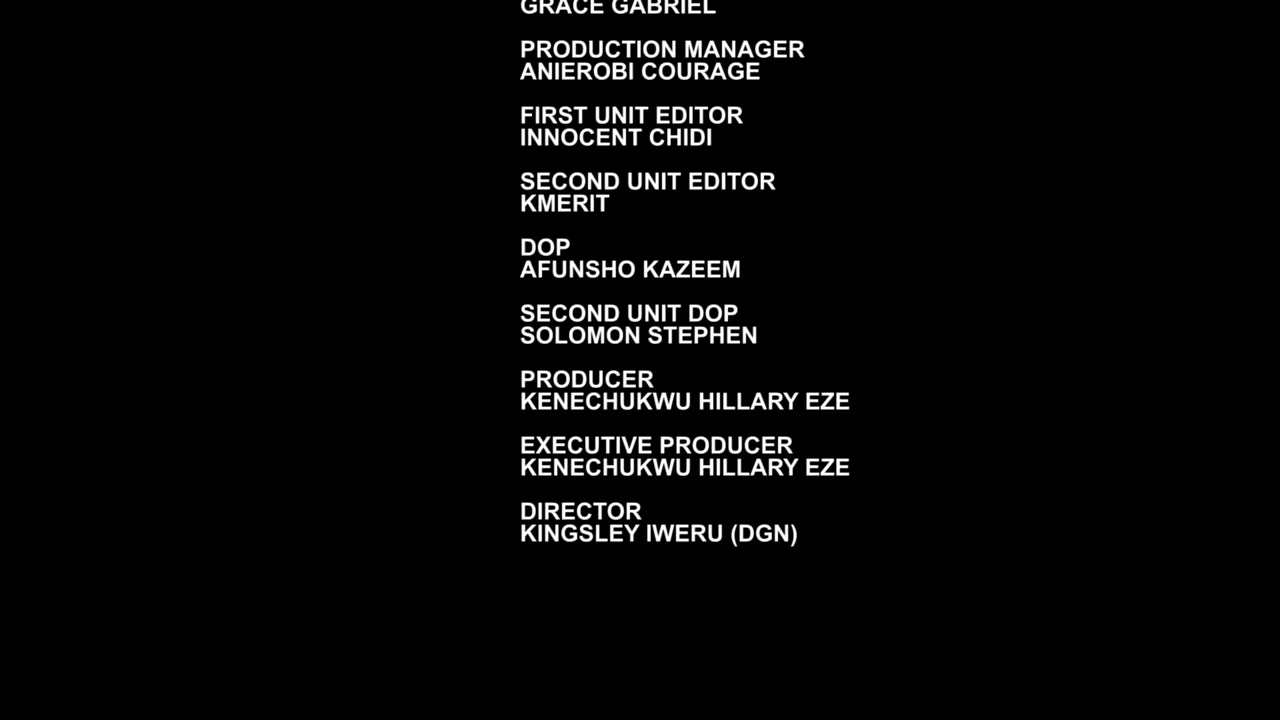 GRACE GABRIEL
PRODUCTION MANAGER
ANIEROBI COURAGE
FIRST UNIT EDITOR
INNOCENT CHIDI
SECOND UNIT EDITOR
KMERIT
DOP
AFUNSHO KAZEEM
SECOND UNIT DOP
SOLOMON STEPHEN
PRODUCER
KENECHUKWU HILLARY EZE
EXECUTIVE PRODUCER
KENECHUKWU HILLARY EZE
DIRECTOR
KINGSLEY IWERU (DGN)